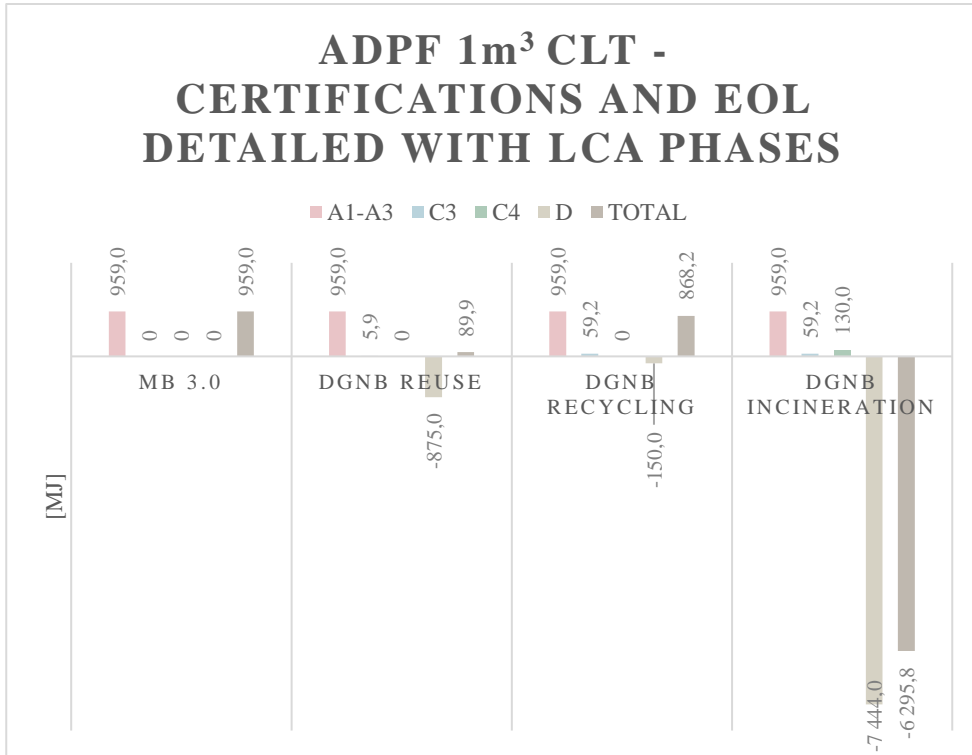 ADPF 1m³ CLT -
CERTIFICATIONS AND EOL
DETAILED WITH LCA PHASES
A1-A3 C3 C4 D TOTAL
959,0 0 0 0 959,0
959,0 5,9 0 -875,0 89,9
959,0 59,2 0 -150,0 868,2
959,0 59,2 130,0 -7 444,0 -6 295,8
MB 3.0
DGNB REUSE
DGNB
RECYCLING
DGNB
INCINERATION
[MJ]